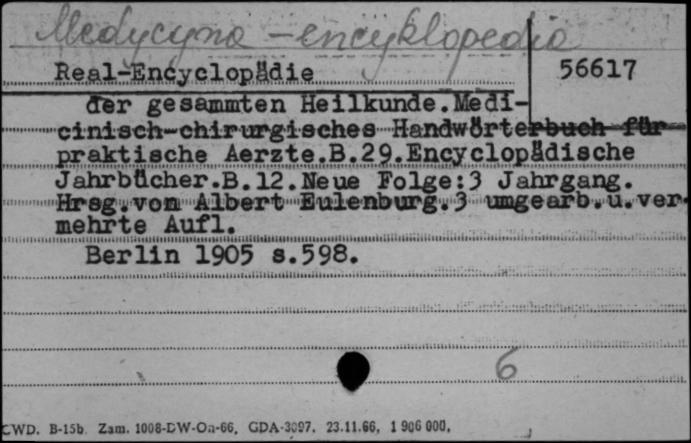 Medycyna - encyklopedia
Real-Encyclopädie 56617
der gesammten Heilkunde.Medi-
cinisch-chirurgisches Handwörterbuch für
praktische Aerzte.B.29.Encyclopädische
Jahrbücher.B.12.Neue Folge:3 Jahrgang.
Hrsg.von Albert Eulenburg.3 umgearb.u.ver-
mehrte Aufl.
Berlin 1905 s.598.
6
CWD. B-15b. Zam. 1008-DW-Oa-66, GDA-3097, 23.11.66, 1 906 000,